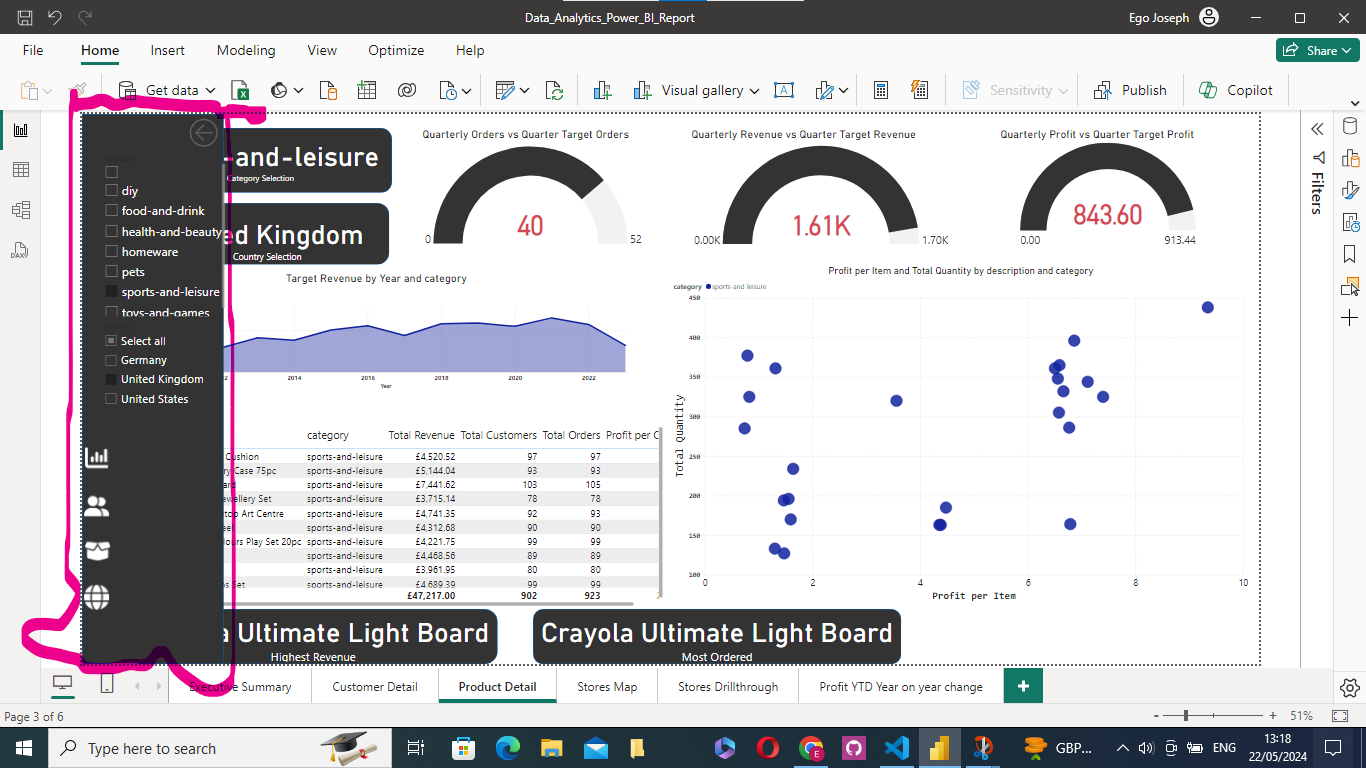 Data_Analytics_Power_BI_Report
Ego Joseph
File Home Insert Modeling View Optimize Help
Share
Get data
Visual gallery
Sensitivity
Publish
Copilot
-and-leisure
Category Selection
ed Kingdom
Country Selection
diy
food-and-drink
health-and-beauty
homeware
pets
sports-and-leisure
toys-and-games
Select all
Germany
United Kingdom
United States
Quarterly Orders vs Quarter Target Orders
40
0 52
Quarterly Revenue vs Quarter Target Revenue
1.61K
0.00K 1.70K
Quarterly Profit vs Quarter Target Profit
843.60
0.00 913.44
Filters
Target Revenue by Year and category
2014 2016 2018 2020 2022
Year
Profit per Item and Total Quantity by description and category
category sports-and-leisure
Total Quantity
450
400
350
300
250
200
150
100
0 2 4 6 8 10
Profit per Item
category Total Revenue Total Customers Total Orders Profit per C
Cushion sports-and-leisure £4,520.52 97 97
ry Case 75pc sports-and-leisure £5,144.04 93 93
ard sports-and-leisure £7,441.62 103 105
ewellery Set sports-and-leisure £3,715.14 78 78
top Art Centre sports-and-leisure £4,741.35 92 93
eel sports-and-leisure £4,312.68 90 90
lours Play Set 20pc sports-and-leisure £4,221.75 99 99
sports-and-leisure £4,468.56 89 89
sports-and-leisure £3,961.95 80 80
ns Set sports-and-leisure £4,689.39 99 99
£47,217.00 902 923
a Ultimate Light Board
Highest Revenue
Crayola Ultimate Light Board
Most Ordered
Executive Summary Customer Detail Product Detail Stores Map Stores Drillthrough Profit YTD Year on year change
Page 3 of 6
- + 51%
Type here to search
GBP...
ENG
13:18
22/05/2024